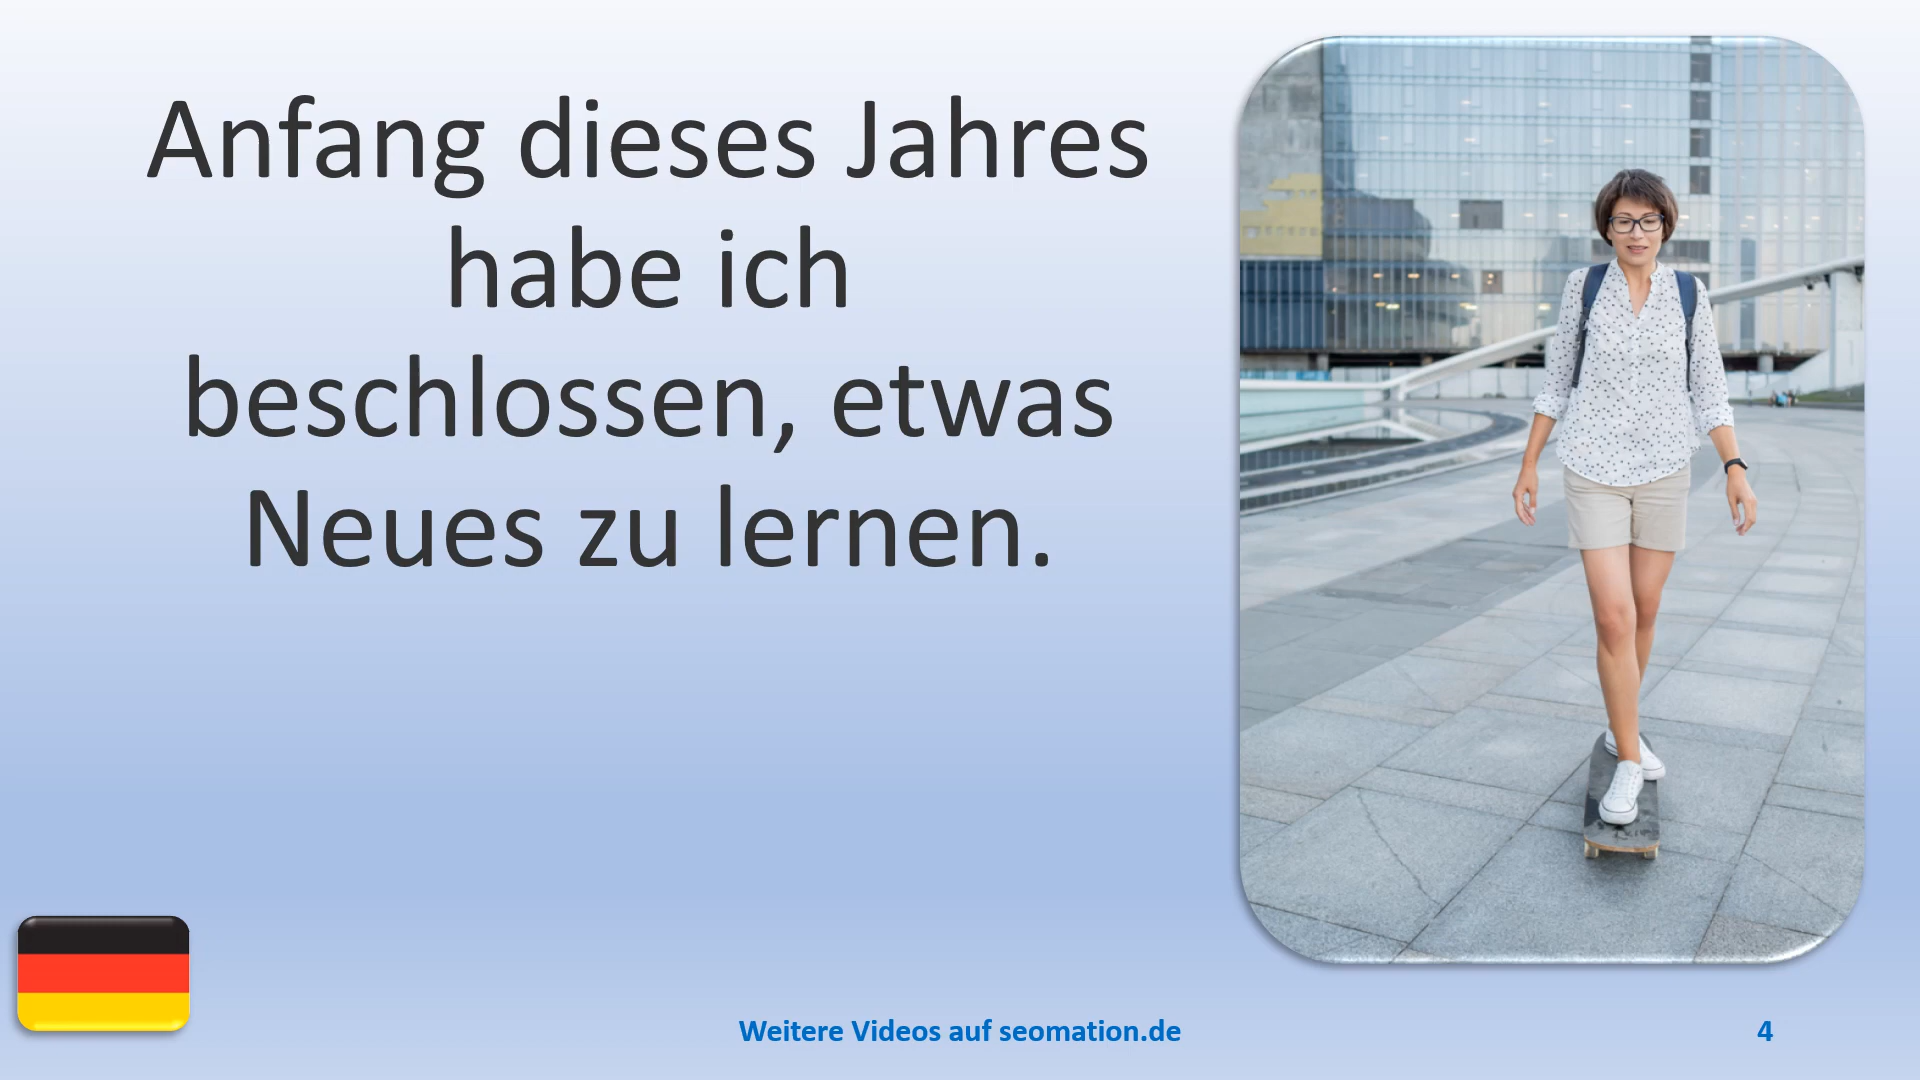 Anfang dieses Jahres
habe ich
beschlossen, etwas
Neues zu lernen.
Weitere Videos auf seomation.de
4